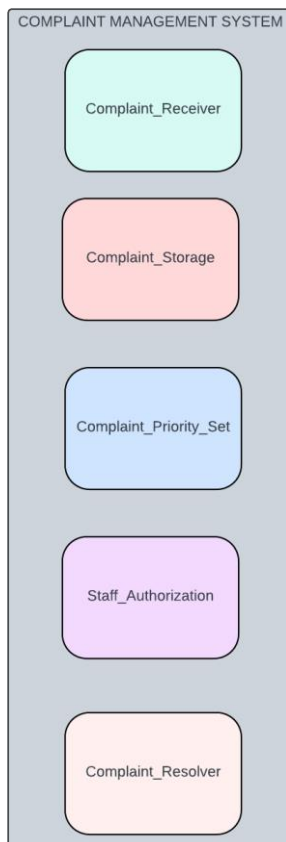 COMPLAINT MANAGEMENT SYSTEM
Complaint_Receiver
Complaint_Storage
Complaint_Priority_Set
Staff_Authorization
Complaint_Resolver